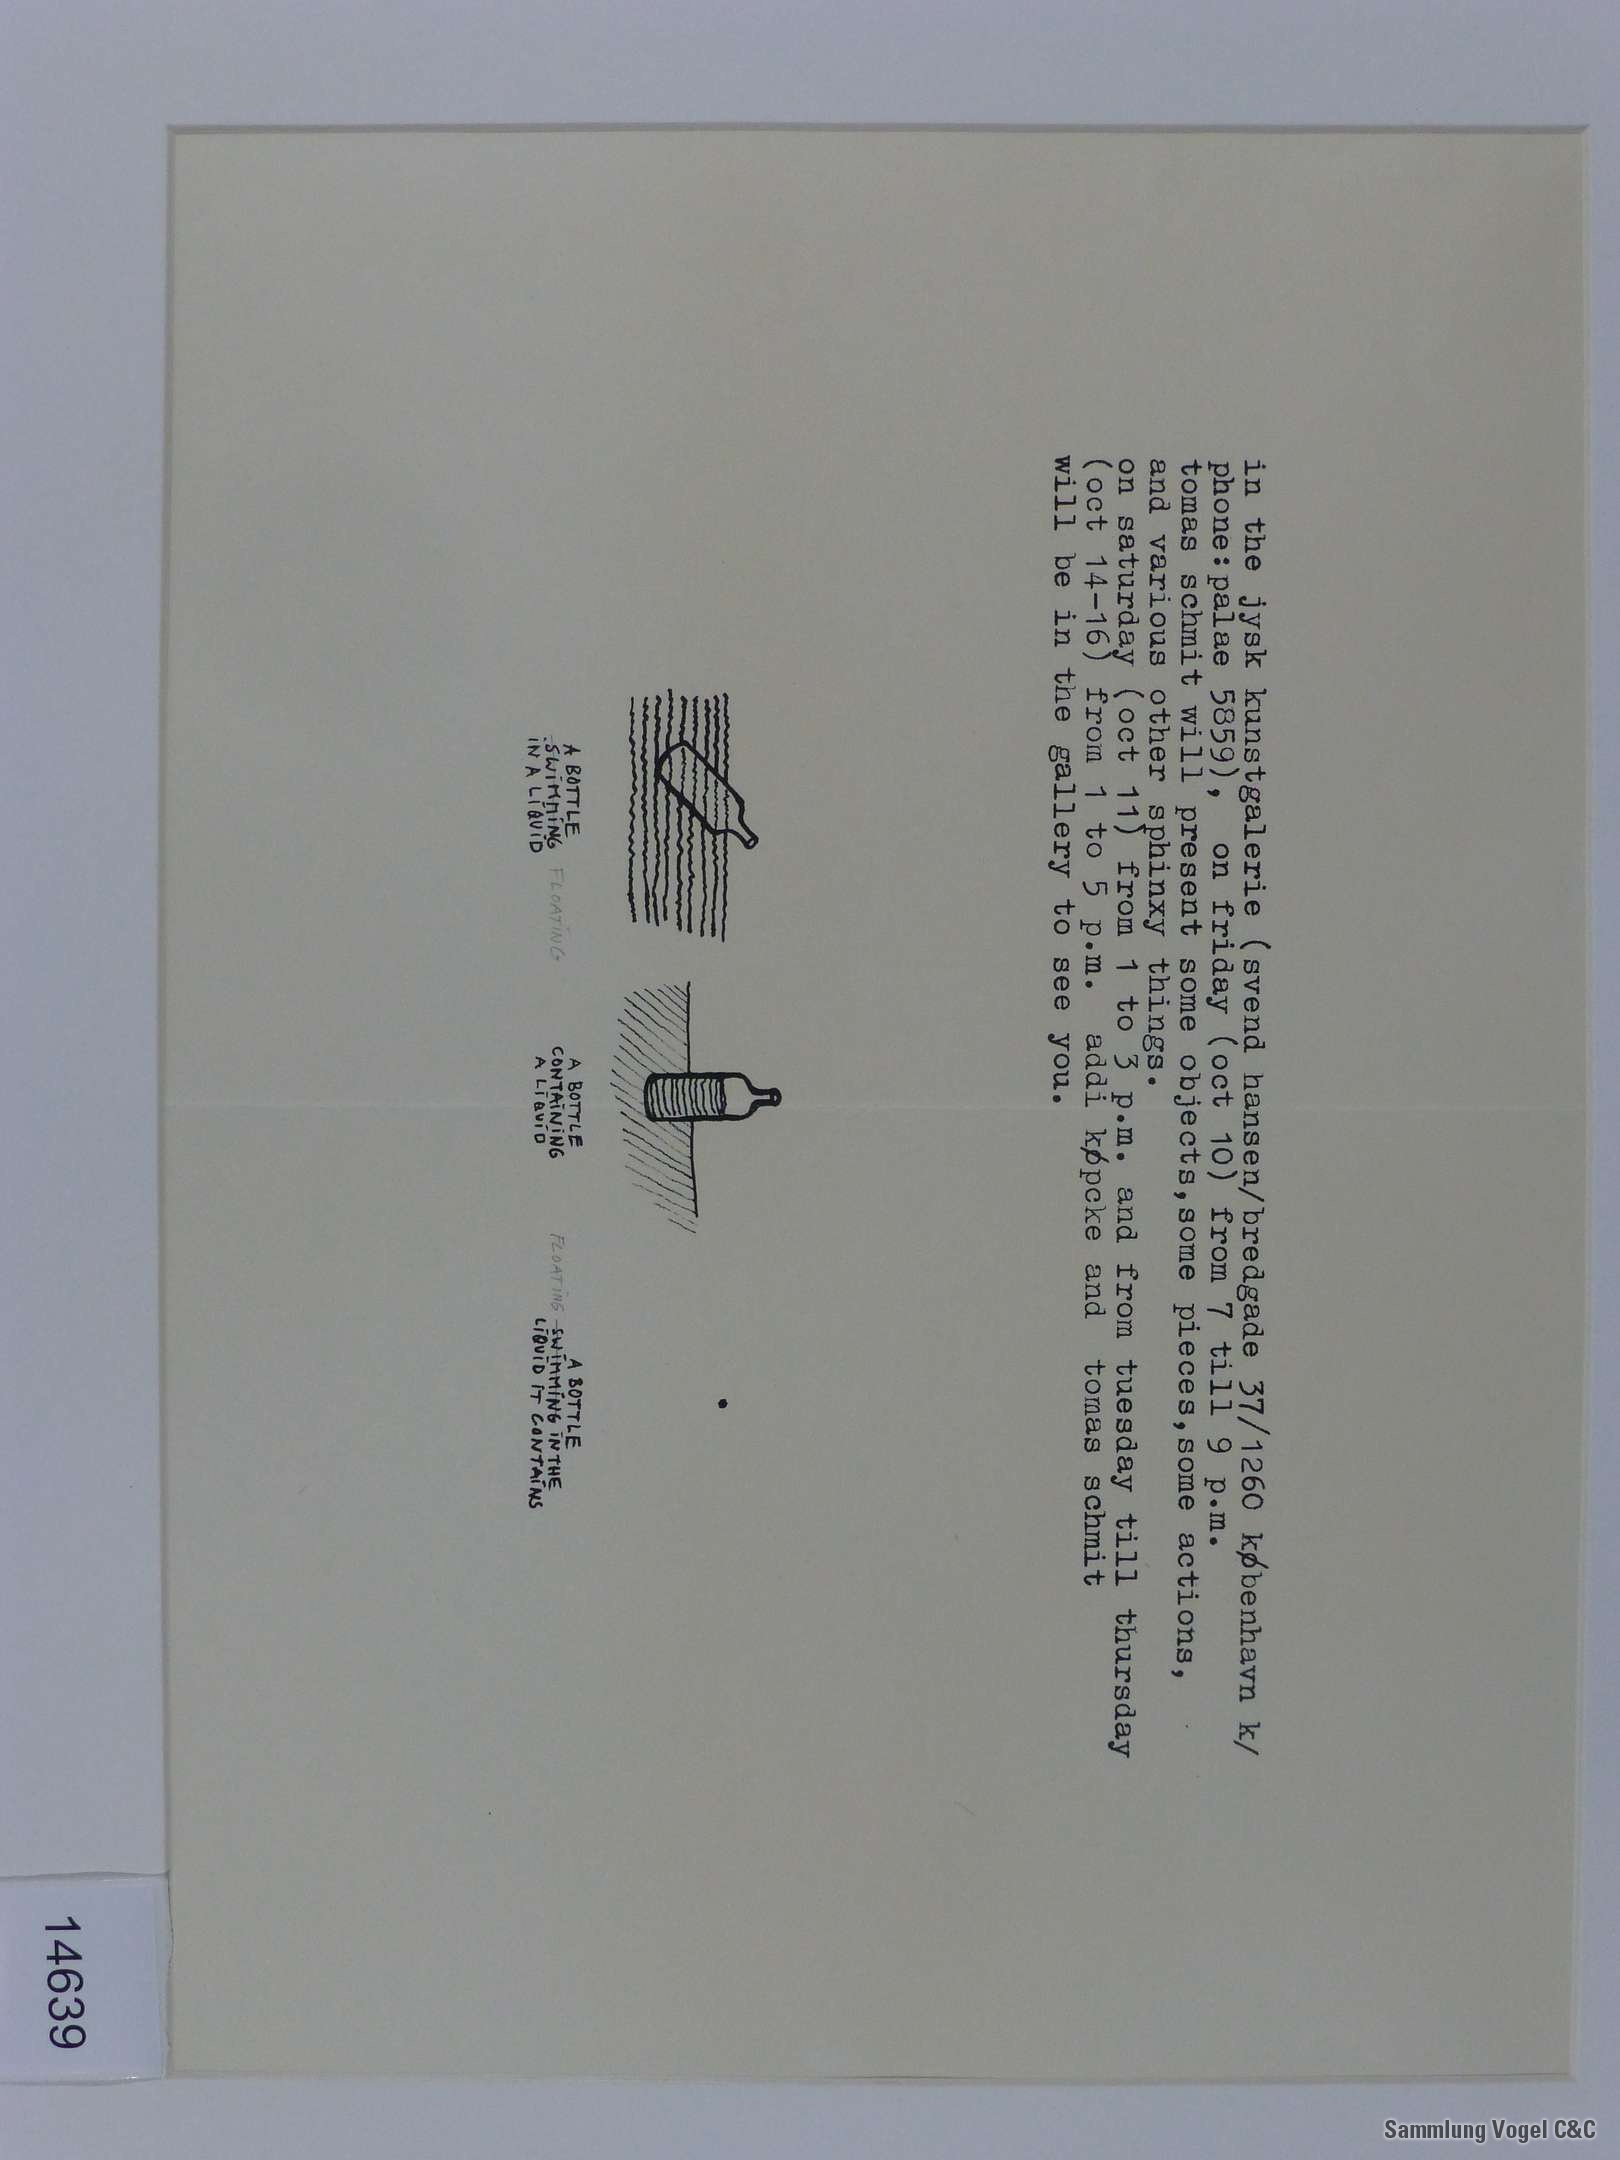 in the jysk kunstgalerie (svend hansen/bredgade 37/1260 københavn k/
phone:palae 5859), on friday (oct 10) from 7 till 9 p.m.
tomas schmit will present some objects,some pieces,some actions,
and various other sphinxy things.
on saturday (oct 11) from 1 to 3 p.m. and from tuesday till thursday
(oct 14-16) from 1 to 5 p.m. addi køpcke and tomas schmit
will be in the gallery to see you.
A BOTTLE
SWIMMING FLOATING
IN A LIQUID
A BOTTLE
CONTAINING
A LIQUID
A BOTTLE
FLOATING SWIMMING IN THE
LIQUID IT CONTAINS
14639
Sammlung Vogel C&C